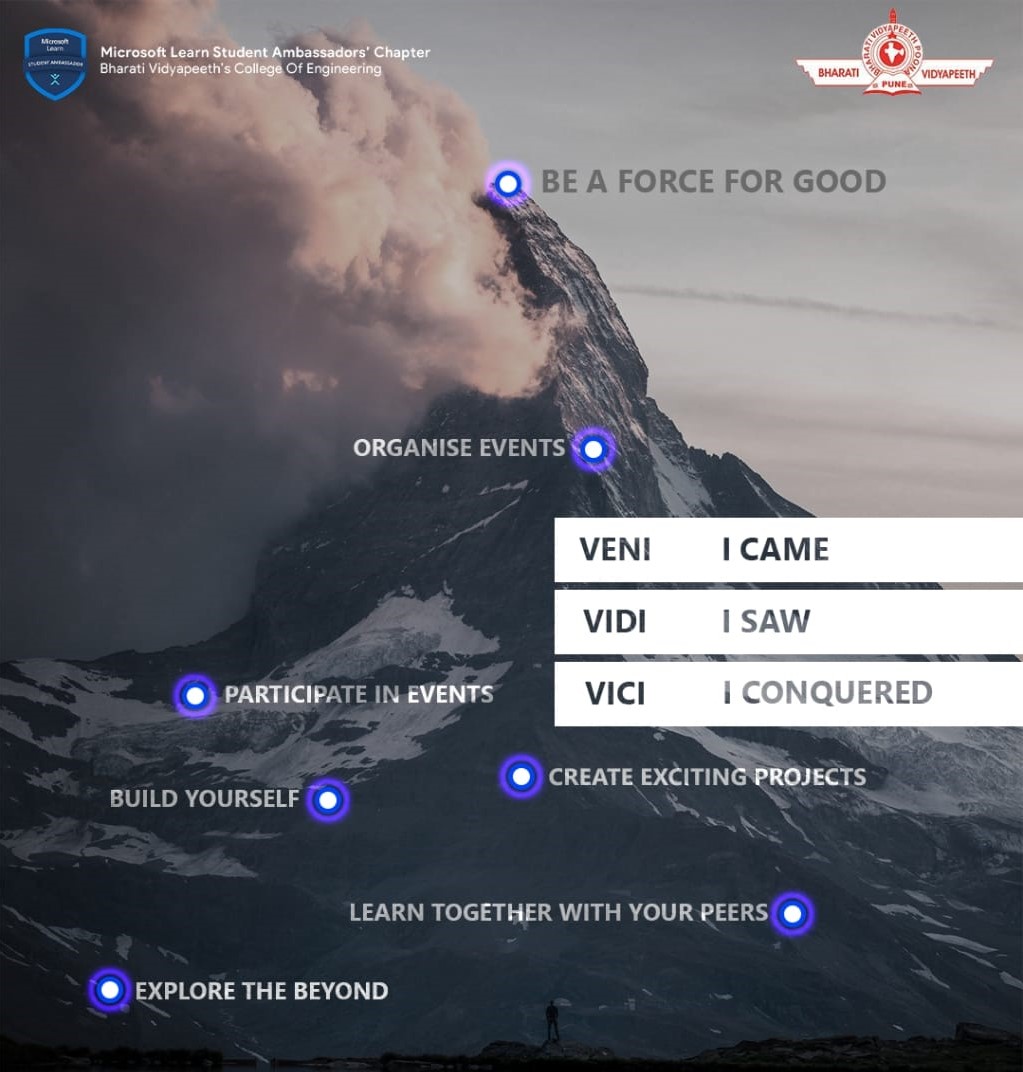 Microsoft
Learn
STUDENT AMBASSADOR
Microsoft Learn Student Ambassadors' Chapter
Bharati Vidyapeeth's College Of Engineering
BHARATI VIDYAPEETH POONA
BHARATI VIDYAPEETH
PUNE
BE A FORCE FOR GOOD
ORGANISE EVENTS
VENI I CAME
VIDI I SAW
VICI I CONQUERED
PARTICIPATE IN EVENTS
CREATE EXCITING PROJECTS
BUILD YOURSELF
LEARN TOGETHER WITH YOUR PEERS
EXPLORE THE BEYOND